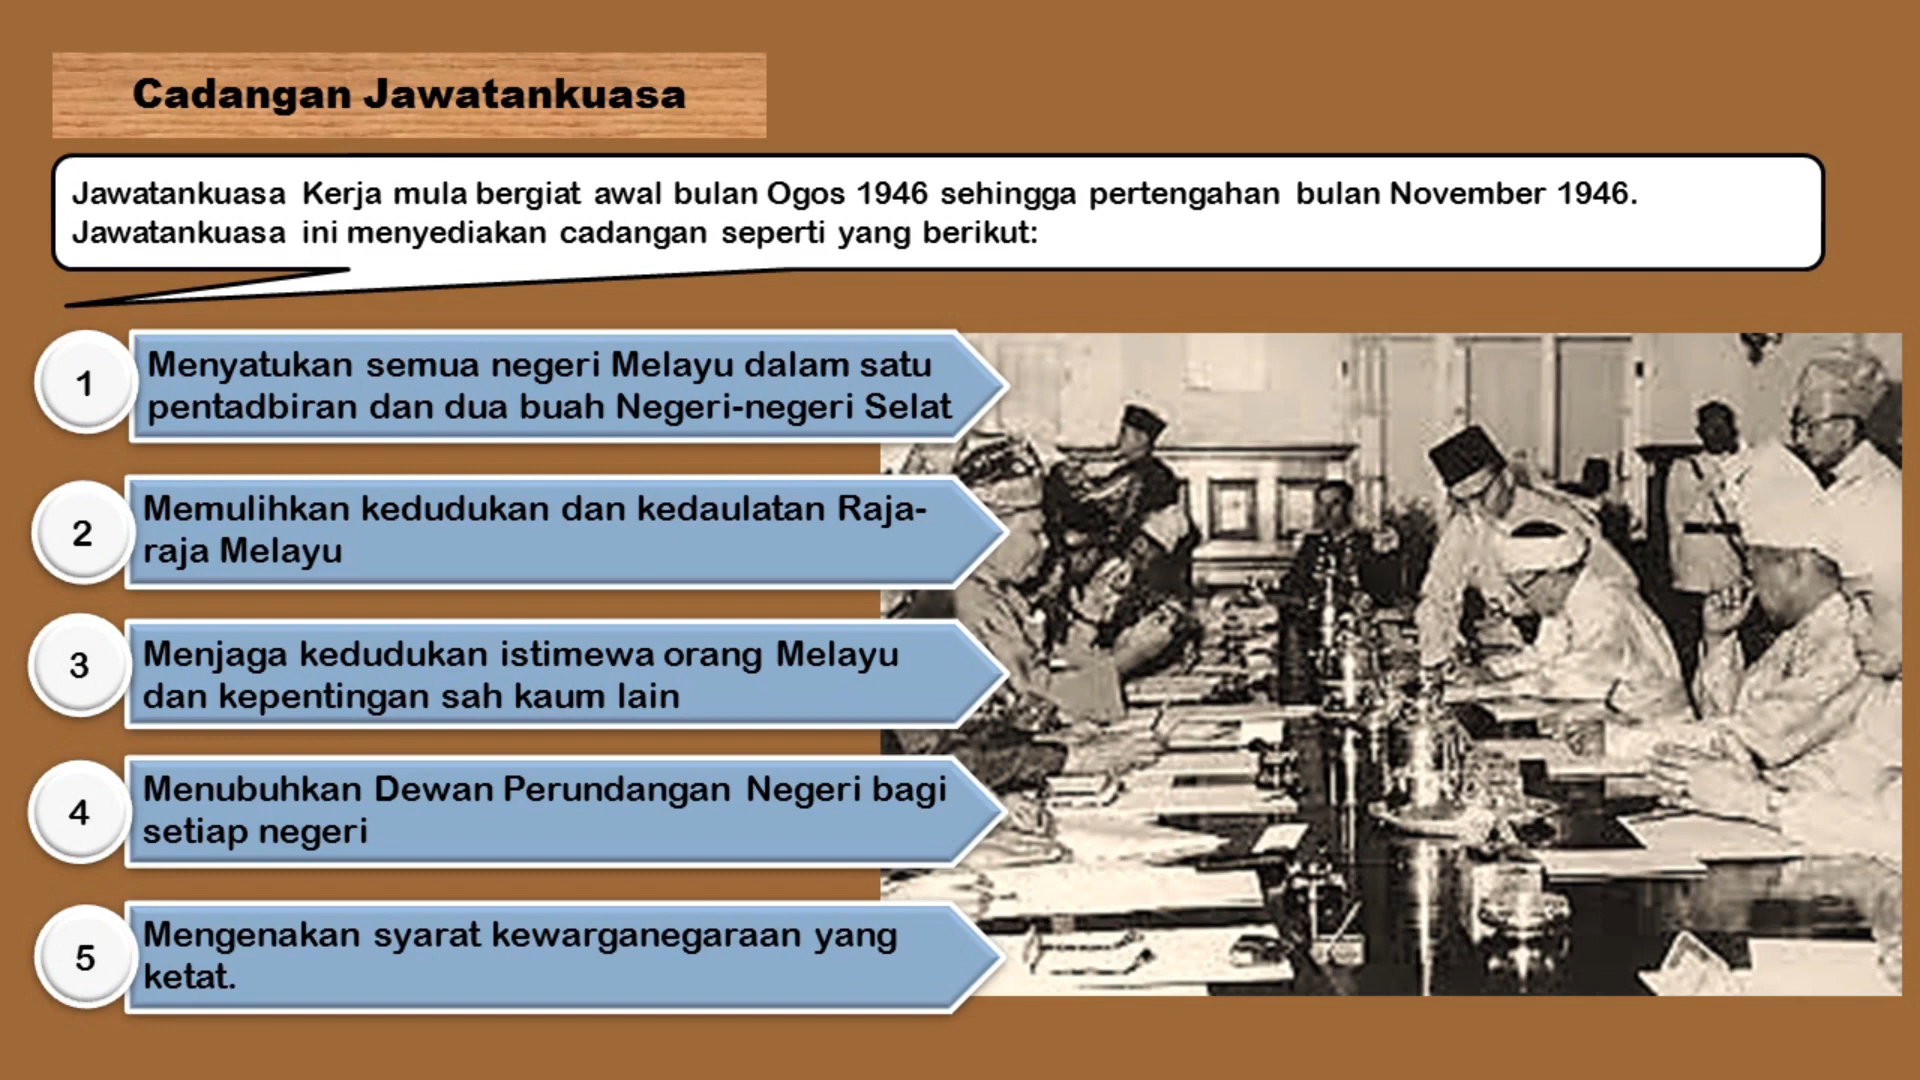 Cadangan Jawatankuasa
Jawatankuasa Kerja mula bergiat awal bulan Ogos 1946 sehingga pertengahan bulan November 1946.
Jawatankuasa ini menyediakan cadangan seperti yang berikut:
1
Menyatukan semua negeri Melayu dalam satu
pentadbiran dan dua buah Negeri-negeri Selat
2
Memulihkan kedudukan dan kedaulatan Raja-
raja Melayu
3
Menjaga kedudukan istimewa orang Melayu
dan kepentingan sah kaum lain
4
Menubuhkan Dewan Perundangan Negeri bagi
setiap negeri
5
Mengenakan syarat kewarganegaraan yang
ketat.